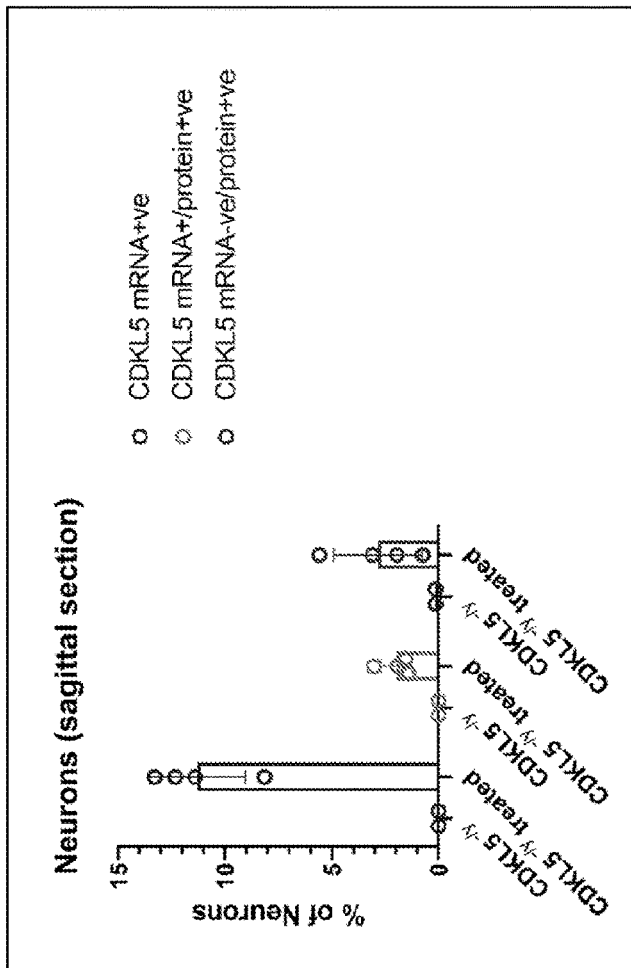 Neurons (sagittal section)
CDKL5 mRNA+ve
CDKL5 mRNA+/protein+ve
CDKL5 mRNA-ve/protein+ve
% of Neurons
15
10
5
0
CDKL5 -/y
CDKL5 -/y treated
CDKL5 -/y
CDKL5 -/y treated
CDKL5 -/y
CDKL5 -/y treated